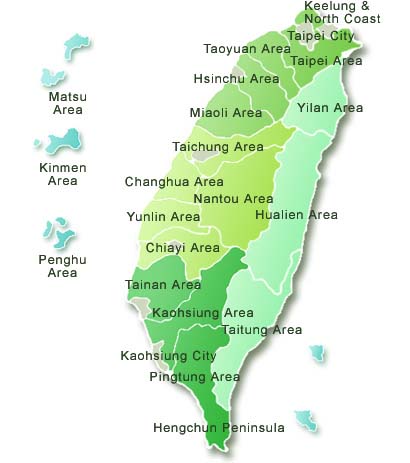 Keelung &
North Coast
Taipei City
Taoyuan Area
Taipei Area
Hsinchu Area
Matsu
Area
Yilan Area
Miaoli Area
Taichung Area
Kinmen
Area
Changhua Area
Nantou Area
Yunlin Area
Hualien Area
Chiayi Area
Penghu
Area
Tainan Area
Kaohsiung Area
Taitung Area
Kaohsiung City
Pingtung Area
Hengchun Peninsula